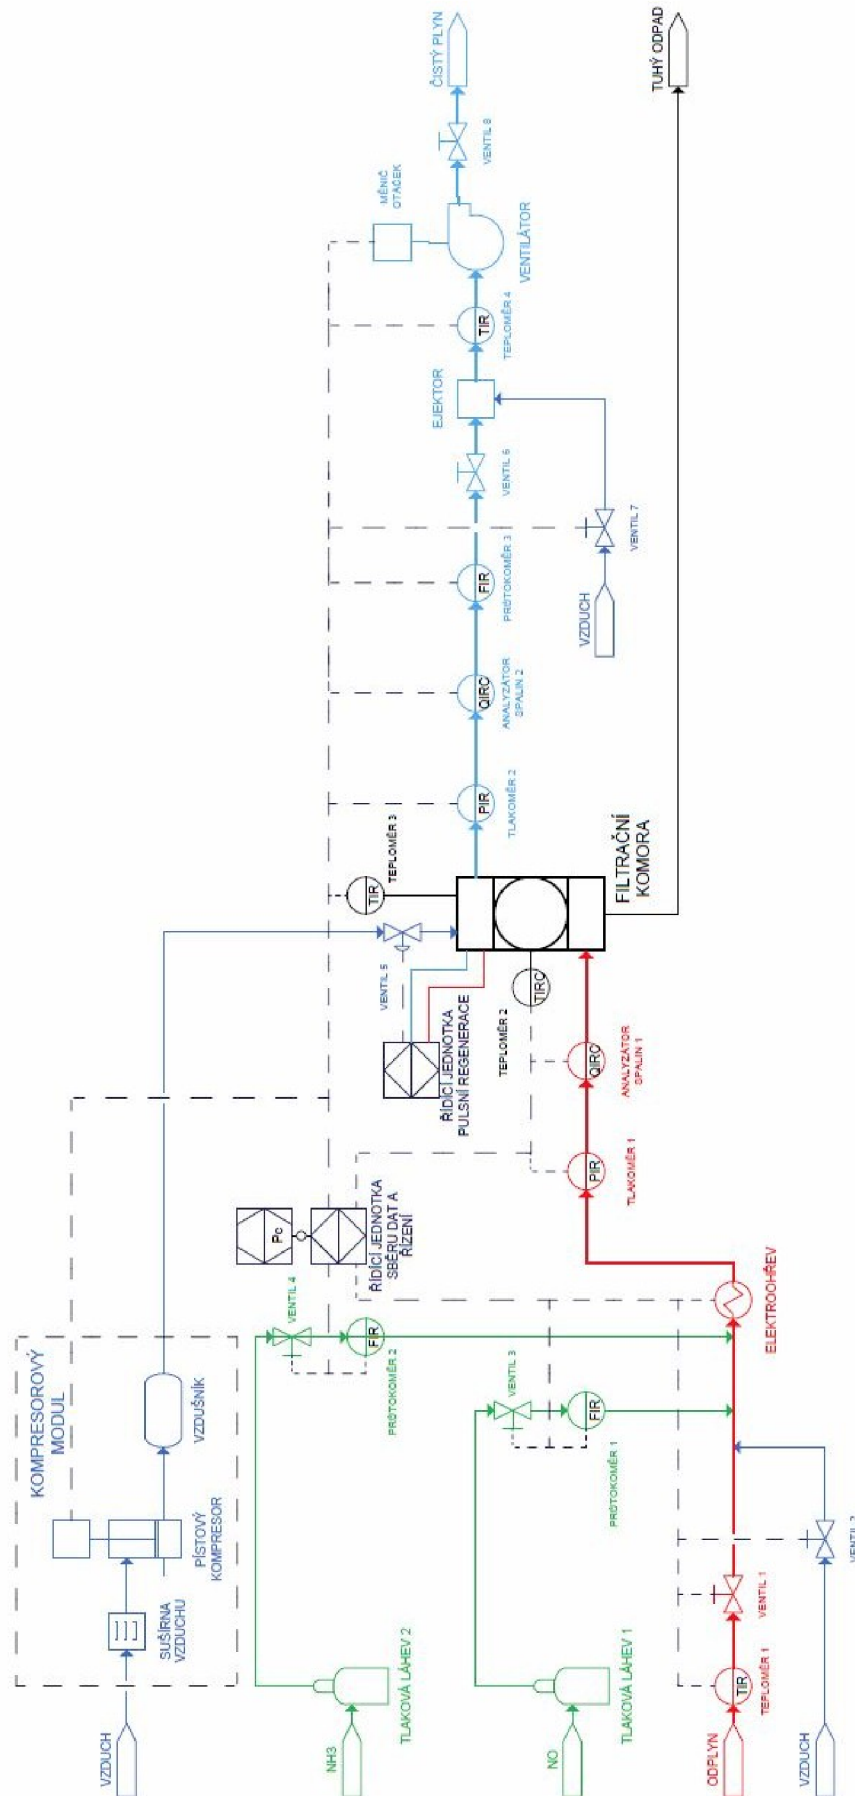 VZDUCH
SUŠÍRNA
VZDUCHU
PÍSTOVÝ
KOMPRESOR
VZDUŠNÍK
KOMPRESOROVÝ
MODUL
NH3
TLAKOVÁ LÁHEV 2
VENTIL 4
FIR
PRŮTOKOMĚR 2
NO
TLAKOVÁ LÁHEV 1
VENTIL 3
FIR
PRŮTOKOMĚR 1
ODPLYN
TIR
TEPLOMĚR 1
VENTIL 1
VZDUCH
VENTIL 2
ELEKTROOHŘEV
Pc
ŘÍDÍCÍ JEDNOTKA
SBĚRU DAT A
ŘÍZENÍ
PIR
TLAKOMĚR 1
QIRC
ANALYZÁTOR
SPALIN 1
ŘÍDÍCÍ JEDNOTKA
PULSNÍ REGENERACE
VENTIL 5
TIRC
TEPLOMĚR 2
TIR
TEPLOMĚR 3
FILTRAČNÍ
KOMORA
PIR
TLAKOMĚR 2
QIRC
ANALYZÁTOR
SPALIN 2
FIR
PRŮTOKOMĚR 3
VENTIL 6
VZDUCH
VENTIL 7
EJEKTOR
TIR
TEPLOMĚR 4
VENTILÁTOR
MĚNIČ
OTÁČEK
VENTIL 8
ČISTÝ PLYN
TUHÝ ODPAD